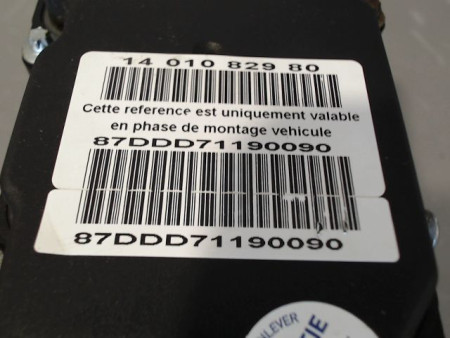 14 010 829 80
Cette reference est uniquement valable
en phase de montage vehicule
87DDD71190090
87DDD71190090